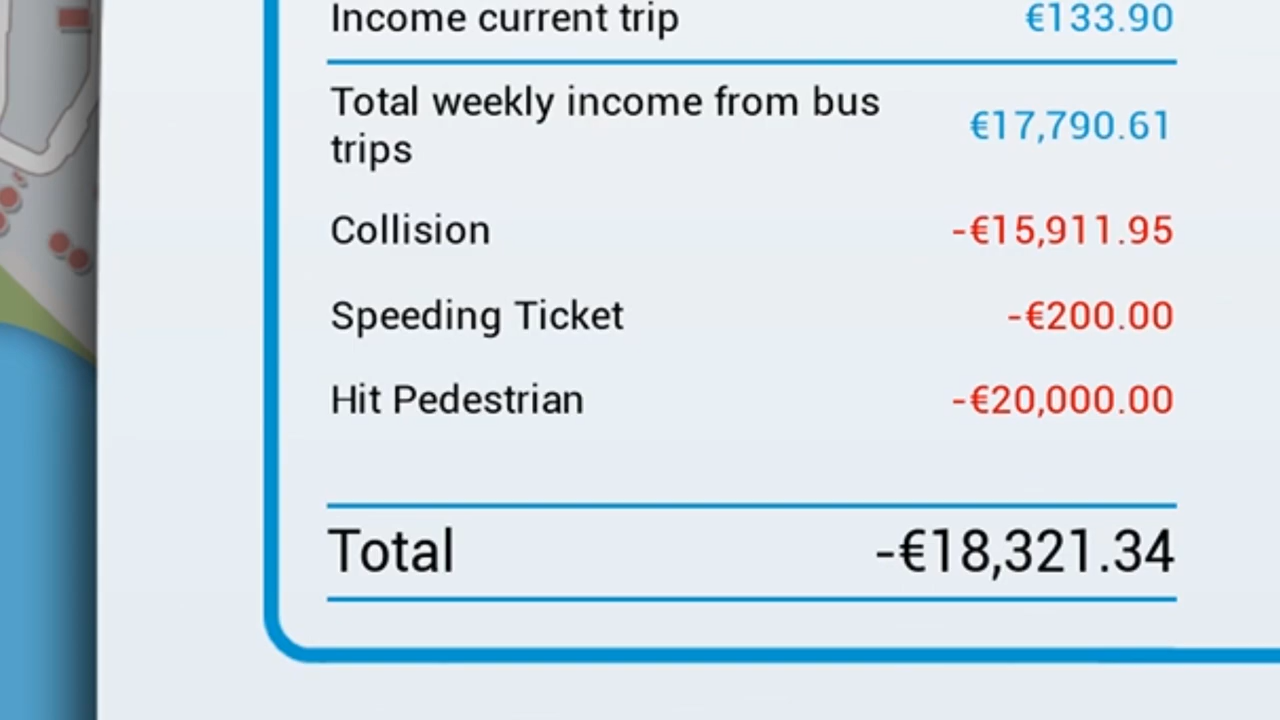 Income current trip €133.90
Total weekly income from bus €17,790.61
trips
Collision -€15,911.95
Speeding Ticket -€200.00
Hit Pedestrian -€20,000.00
Total -€18,321.34